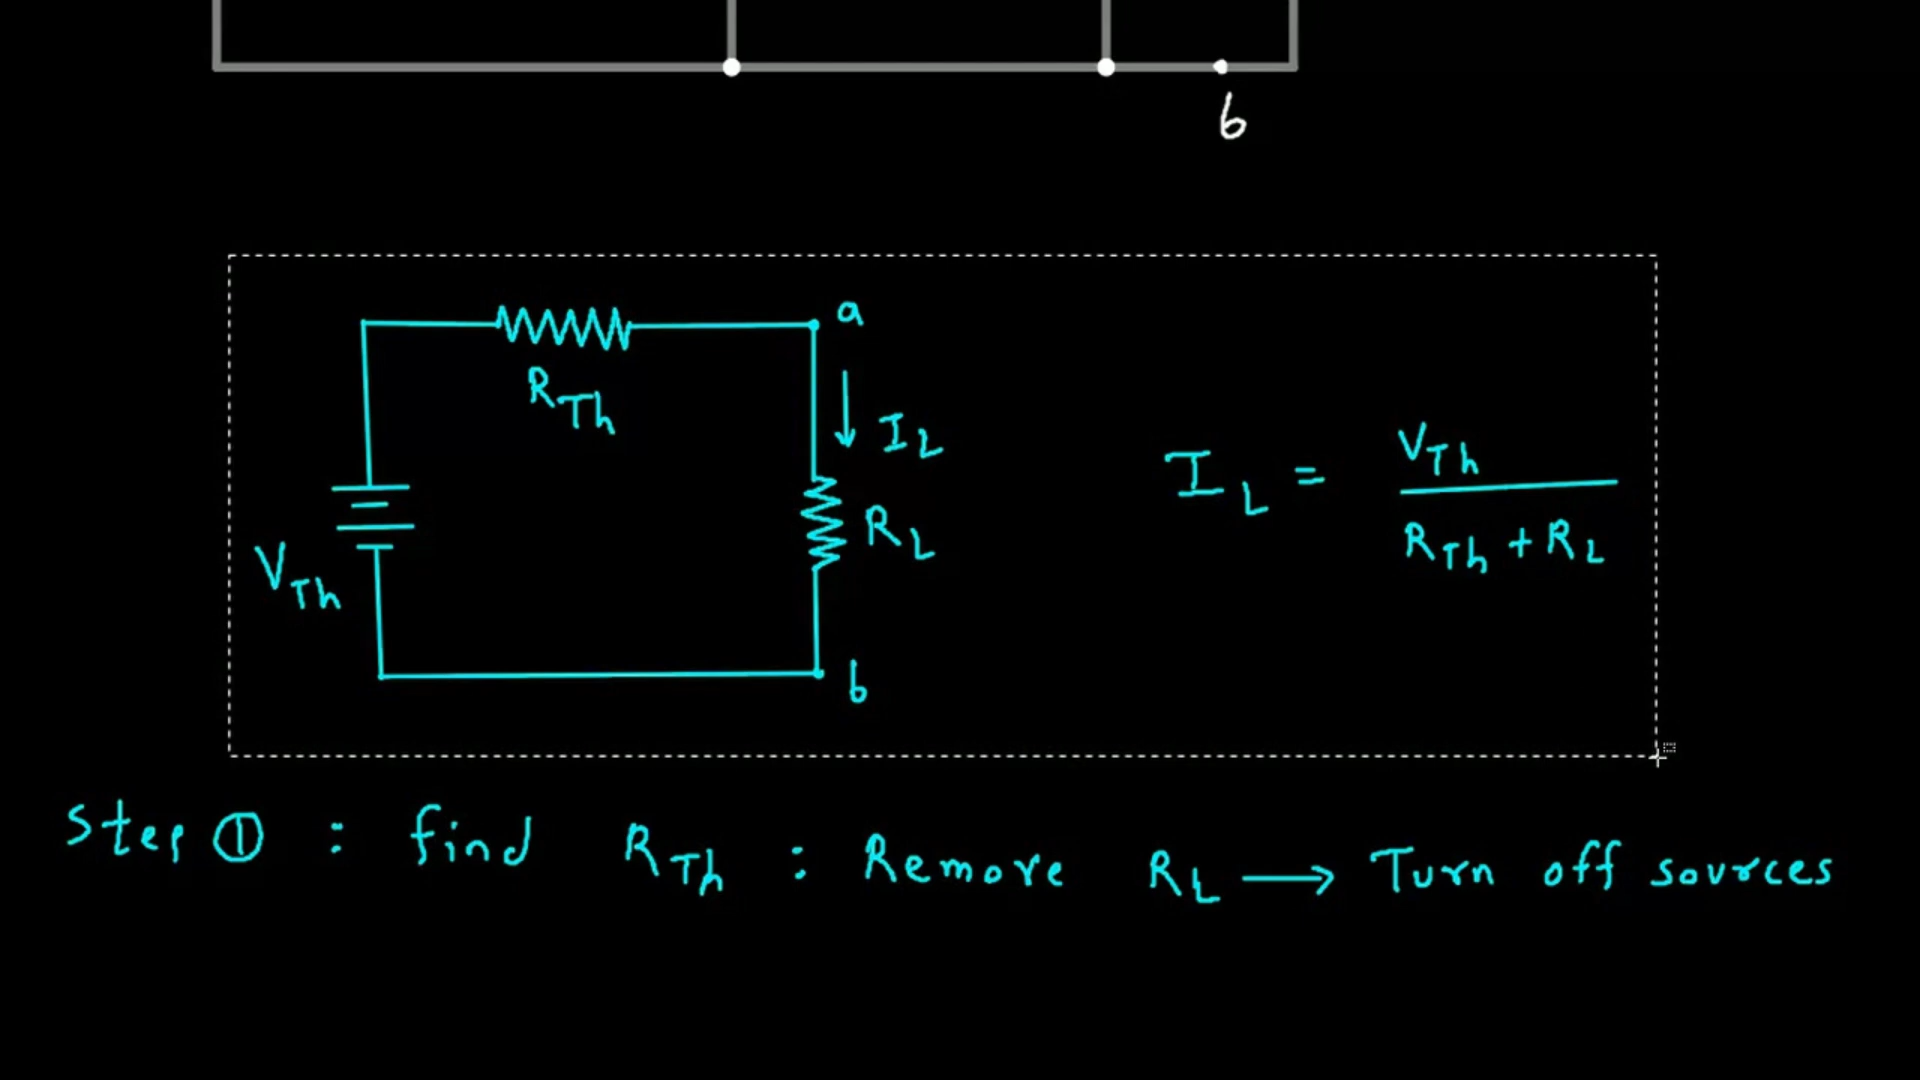 b
a
R_Th
I_L
I_L = V_Th / R_Th + R_L
R_L
V_Th
b
Step ① : find R_Th : Remove R_L → Turn off sources